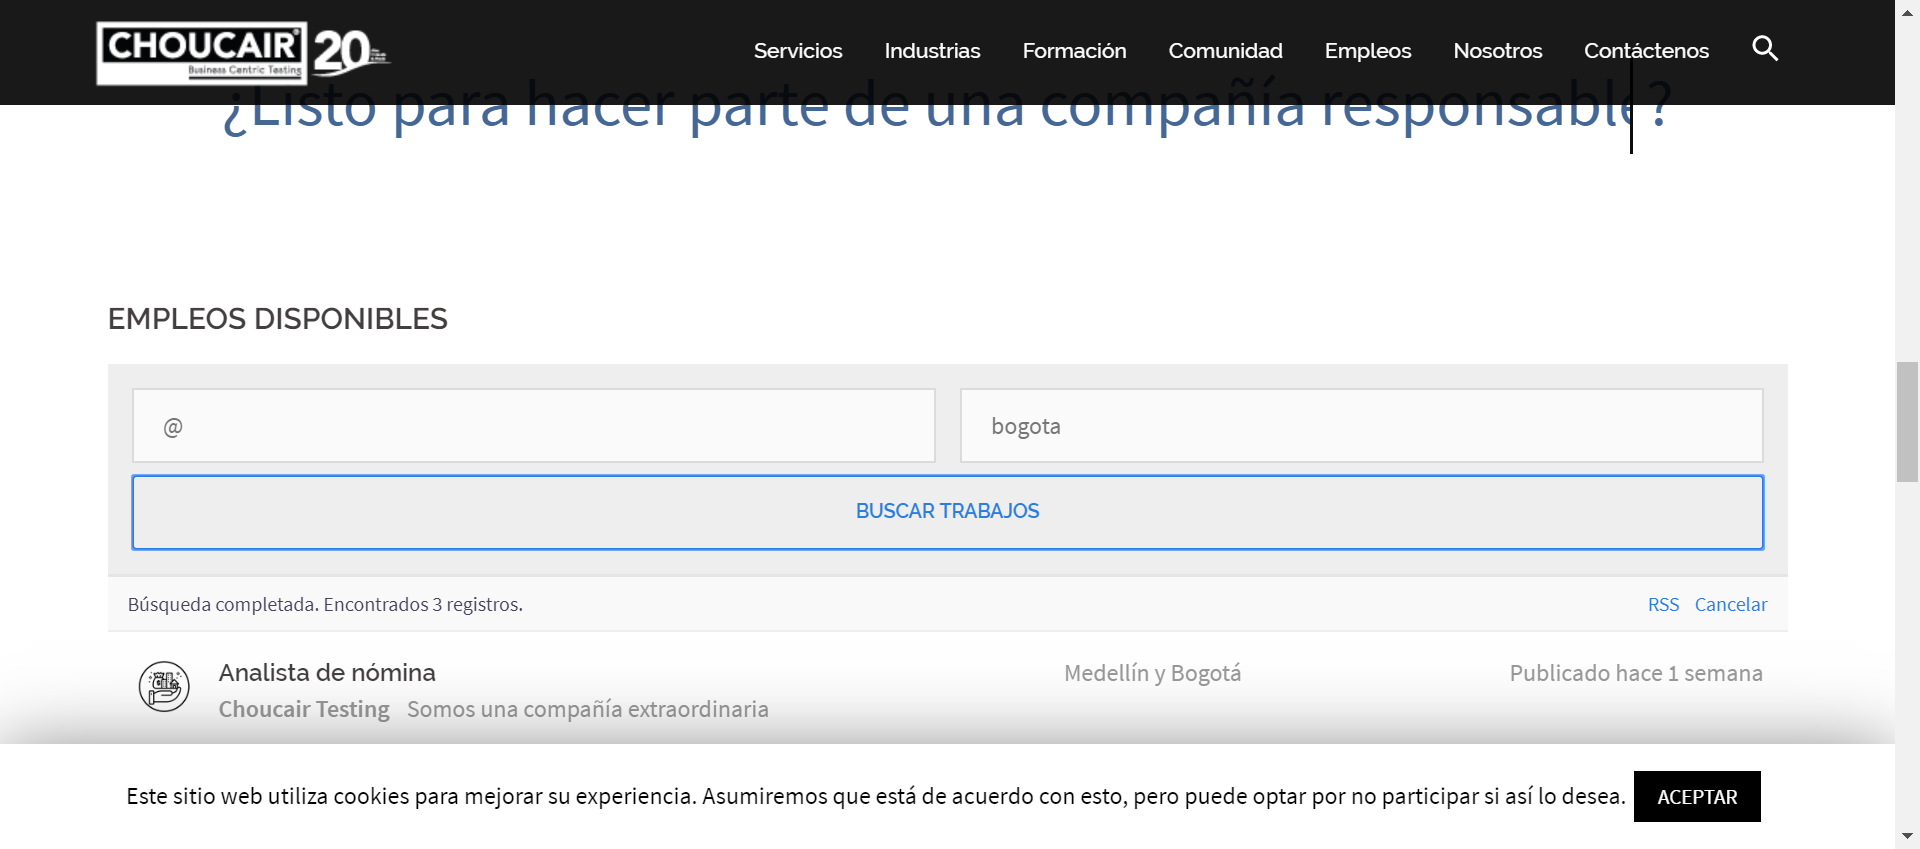 CHOUCAIR
Business Centric Testing
20
Servicios Industrias Formación Comunidad Empleos Nosotros Contáctenos
¿Listo para hacer parte de una compañía responsable?
EMPLEOS DISPONIBLES
@ bogota
BUSCAR TRABAJOS
Búsqueda completada. Encontrados 3 registros. RSS Cancelar
Analista de nómina Medellín y Bogotá Publicado hace 1 semana
Choucair Testing Somos una compañía extraordinaria
Este sitio web utiliza cookies para mejorar su experiencia. Asumiremos que está de acuerdo con esto, pero puede optar por no participar si así lo desea. ACEPTAR